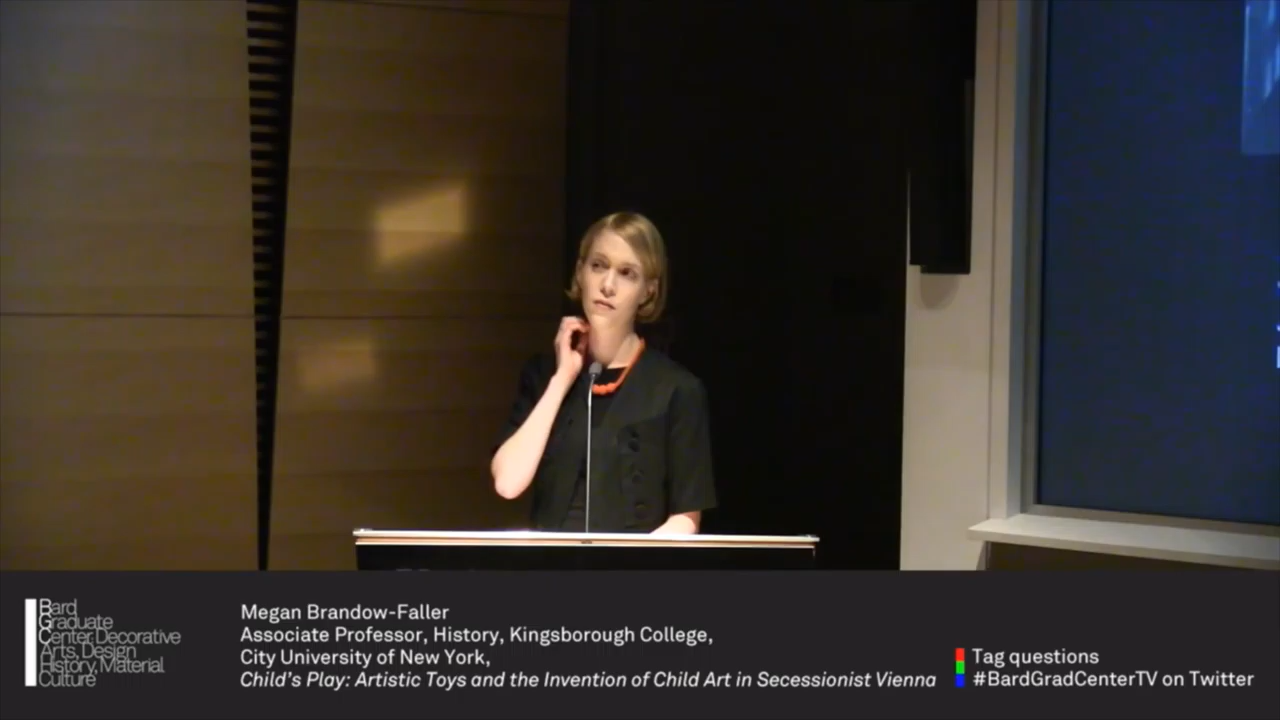 Bard
Graduate
Center: Decorative
Arts, Design
History, Material
Culture
Megan Brandow-Faller
Associate Professor, History, Kingsborough College,
City University of New York,
Child's Play: Artistic Toys and the Invention of Child Art in Secessionist Vienna
Tag questions
#BardGradCenterTV on Twitter